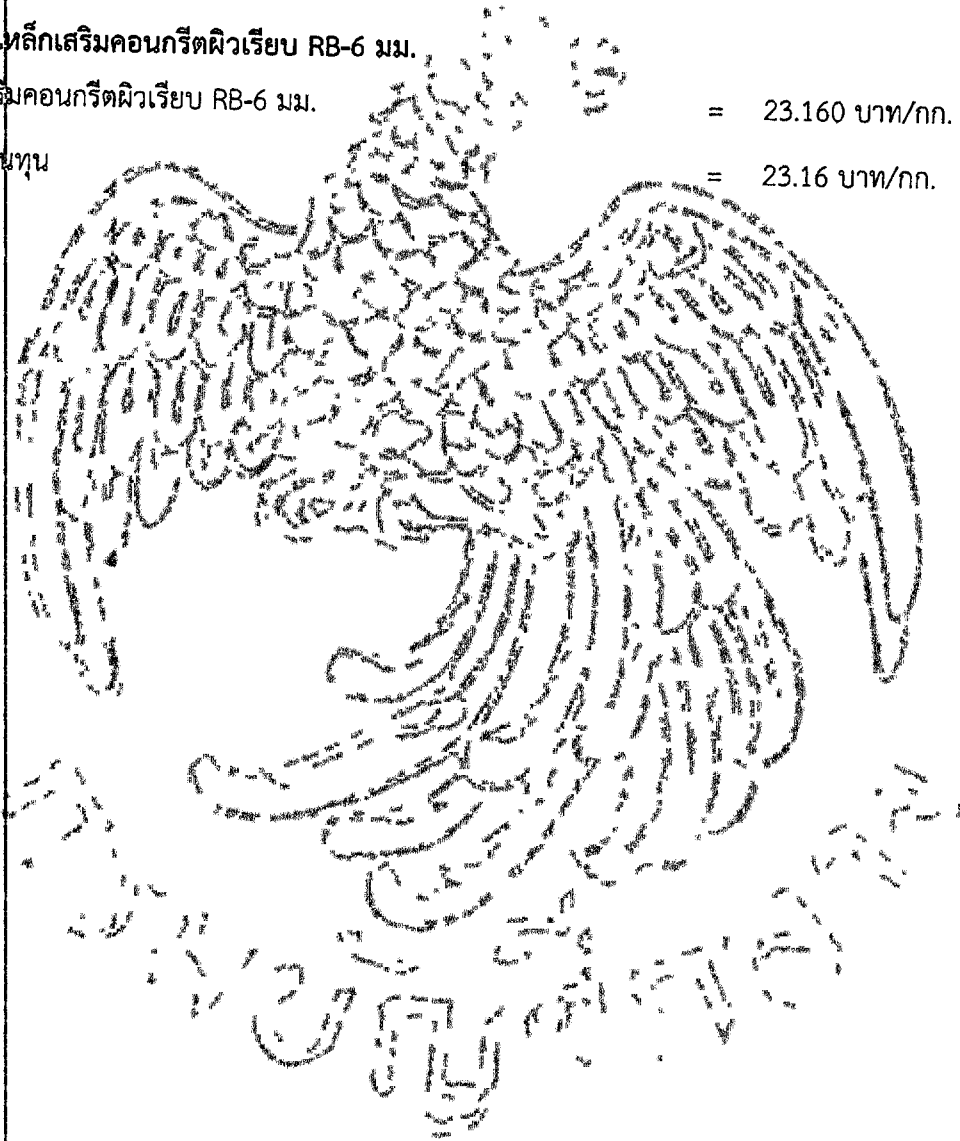 เหล็กเสริมคอนกรีตผิวเรียบ RB-6 มม.
ริมคอนกรีตผิวเรียบ RB-6 มม. = 23.160 บาท/กก.
นทุน = 23.16 บาท/กก.